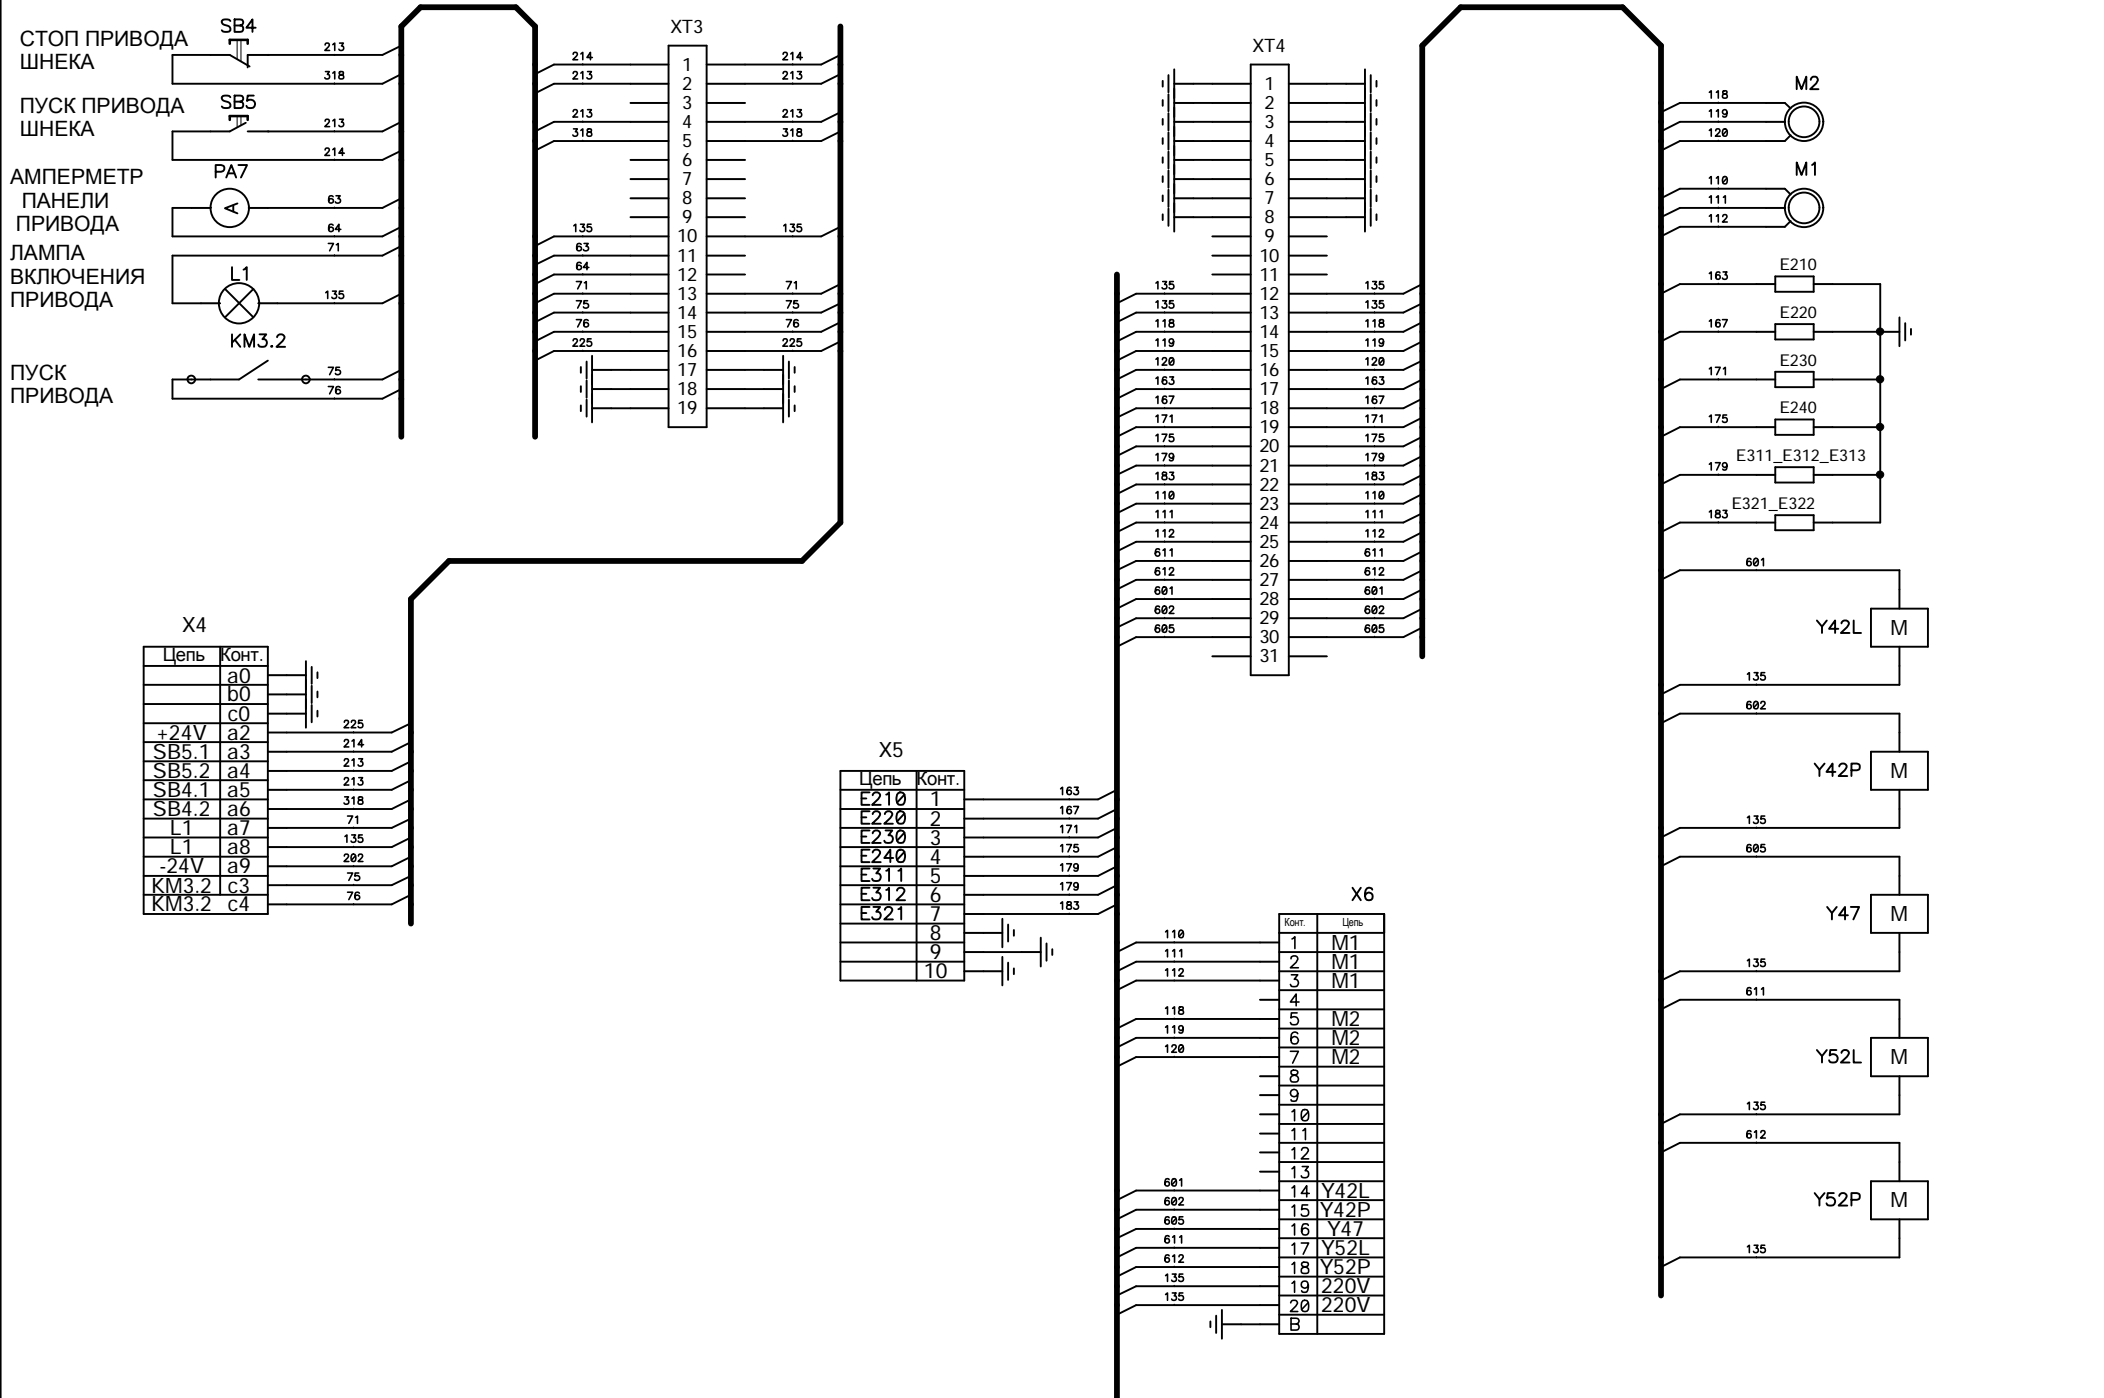 СТОП ПРИВОДА
ШНЕКА
SB4
213
318
ПУСК ПРИВОДА
ШНЕКА
SB5
213
214
АМПЕРМЕТР
ПАНЕЛИ
ПРИВОДА
PA7
A
63
64
ЛАМПА
ВКЛЮЧЕНИЯ
ПРИВОДА
71
L1
135
KM3.2
ПУСК
ПРИВОДА
75
76
XT3
214 1 214
213 2 213
3
213 4 213
318 5 318
6
7
8
9
135 10 135
63 11
64 12
71 13 71
75 14 75
76 15 76
225 16 225
17
18
19
X4
Цепь Конт.
a0
b0
c0
+24V a2 225
SB5.1 a3 214
SB5.2 a4 213
SB4.1 a5 213
SB4.2 a6 318
L1 a7 71
L1 a8 135
-24V a9 202
KM3.2 c3 75
KM3.2 c4 76
X5
Цепь Конт.
E210 1 163
E220 2 167
E230 3 171
E240 4 175
E311 5 179
E312 6 179
E321 7 183
8
9
10
XT4
1
2
3
4
5
6
7
8
9
10
11
135 12 135
135 13 135
118 14 118
119 15 119
120 16 120
163 17 163
167 18 167
171 19 171
175 20 175
179 21 179
183 22 183
110 23 110
111 24 111
112 25 112
611 26 611
612 27 612
601 28 601
602 29 602
605 30 605
31
X6
Конт. Цепь
110 1 M1
111 2 M1
112 3 M1
4
118 5 M2
119 6 M2
120 7 M2
8
9
10
11
12
13
601 14 Y42L
602 15 Y42P
605 16 Y47
611 17 Y52L
612 18 Y52P
135 19 220V
135 20 220V
B
M2
118
119
120
M1
110
111
112
E210
163
E220
167
E230
171
E240
175
E311_E312_E313
179
E321_E322
183
601
Y42L M
135
602
Y42P M
135
605
Y47 M
135
611
Y52L M
135
612
Y52P M
135